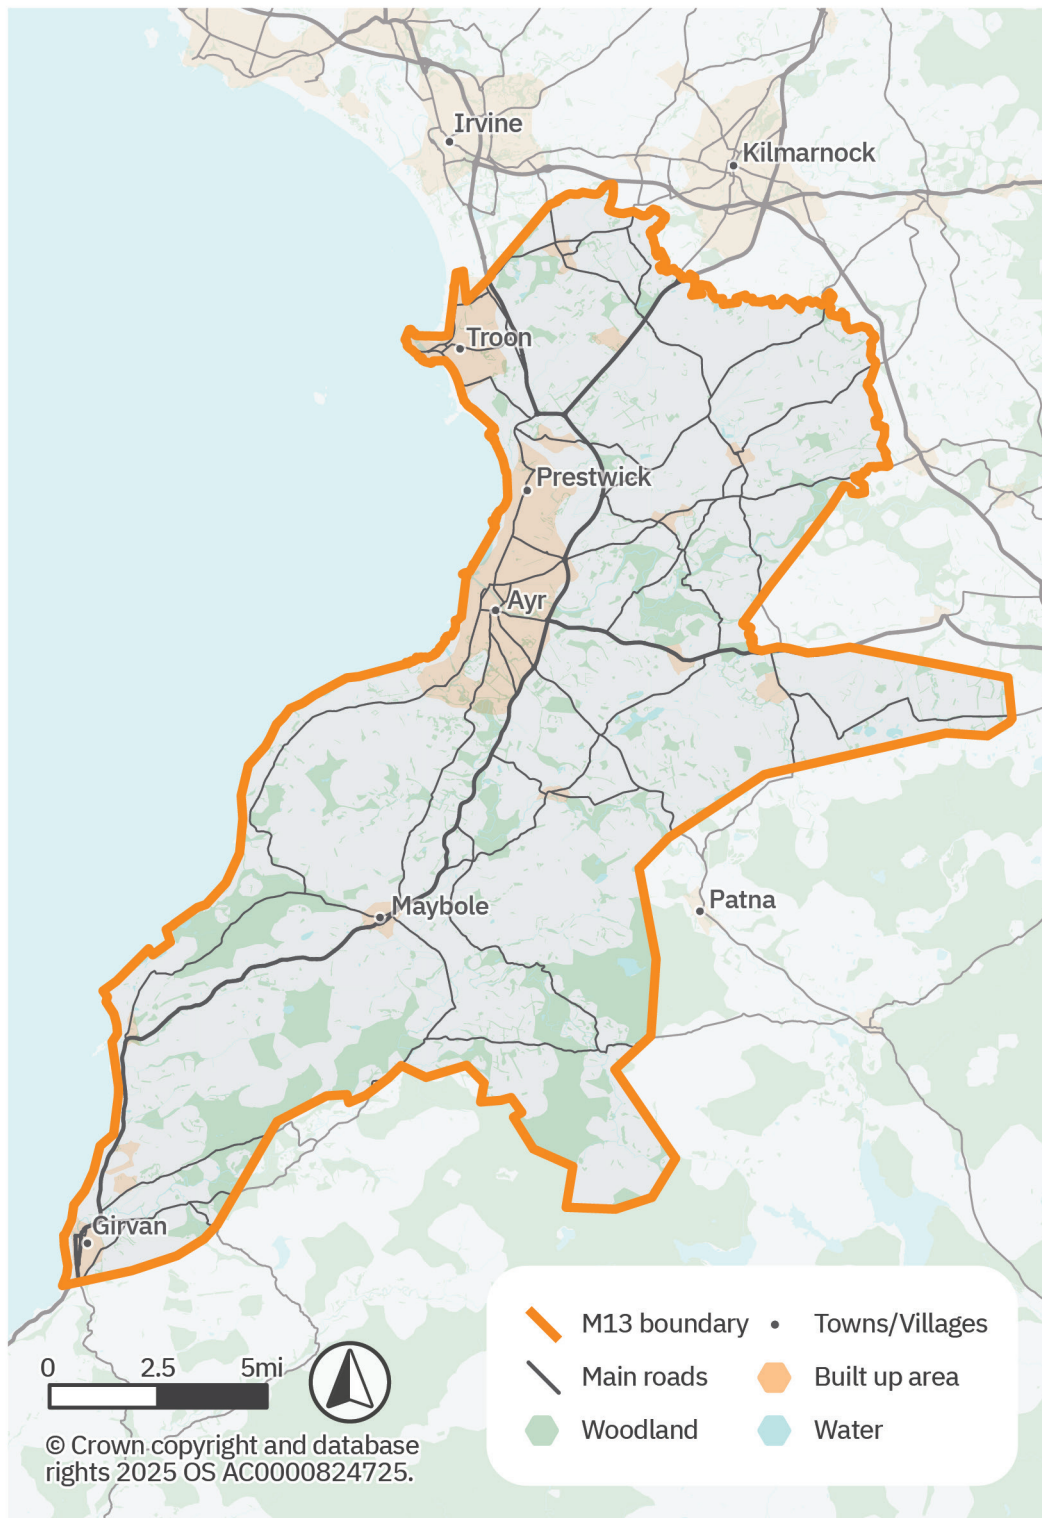 Irvine
Kilmarnock
Troon
Prestwick
Ayr
Maybole
Patna
Girvan
0 2.5 5mi
M13 boundary
Towns/Villages
Main roads
Built up area
Woodland
Water
© Crown copyright and database
rights 2025 OS AC0000824725.